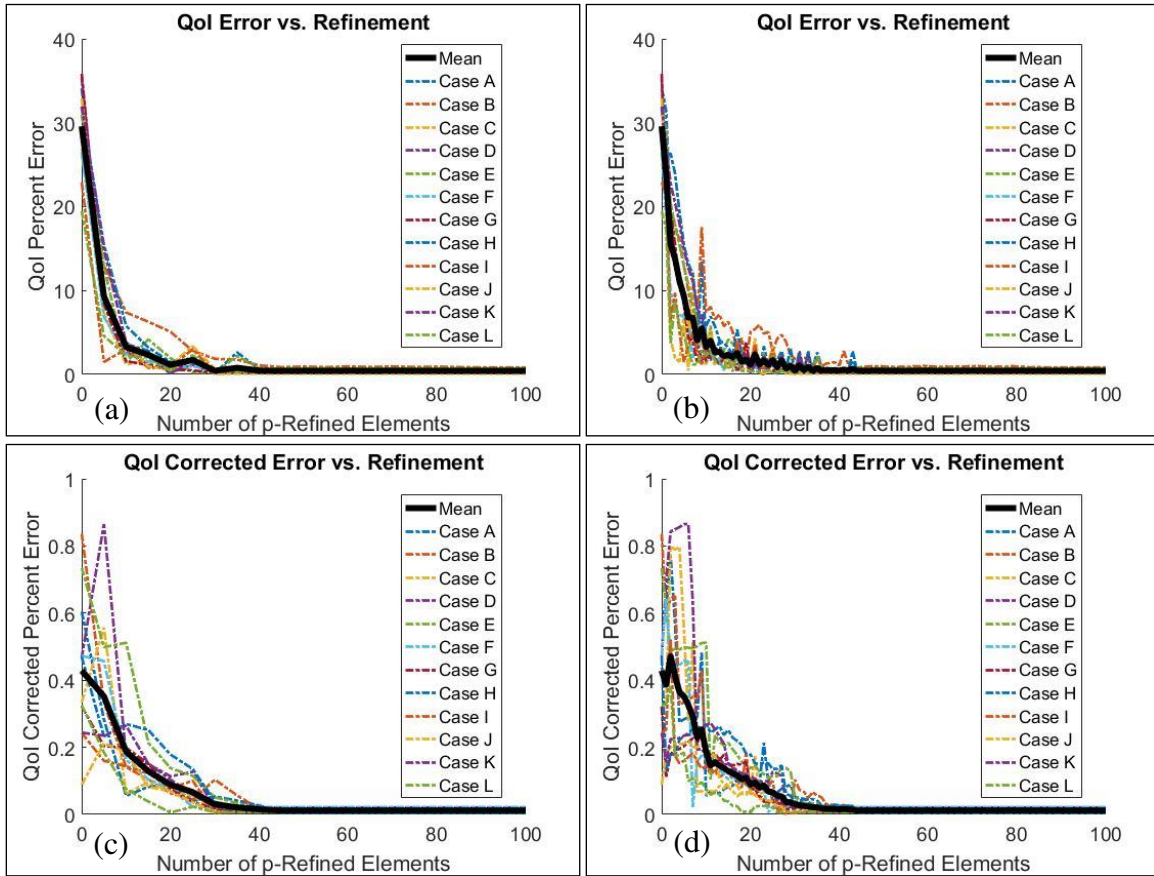 QoI Error vs. Refinement
40
30
20
10
0
QoI Percent Error
Mean
Case A
Case B
Case C
Case D
Case E
Case F
Case G
Case H
Case I
Case J
Case K
Case L
(a)
0 20 40 60 80 100
Number of p-Refined Elements
QoI Error vs. Refinement
40
30
20
10
0
QoI Percent Error
Mean
Case A
Case B
Case C
Case D
Case E
Case F
Case G
Case H
Case I
Case J
Case K
Case L
(b)
0 20 40 60 80 100
Number of p-Refined Elements
QoI Corrected Error vs. Refinement
1
0.8
0.6
0.4
0.2
0
QoI Corrected Percent Error
Mean
Case A
Case B
Case C
Case D
Case E
Case F
Case G
Case H
Case I
Case J
Case K
Case L
(c)
0 20 40 60 80 100
Number of p-Refined Elements
QoI Corrected Error vs. Refinement
1
0.8
0.6
0.4
0.2
0
QoI Corrected Percent Error
Mean
Case A
Case B
Case C
Case D
Case E
Case F
Case G
Case H
Case I
Case J
Case K
Case L
(d)
0 20 40 60 80 100
Number of p-Refined Elements